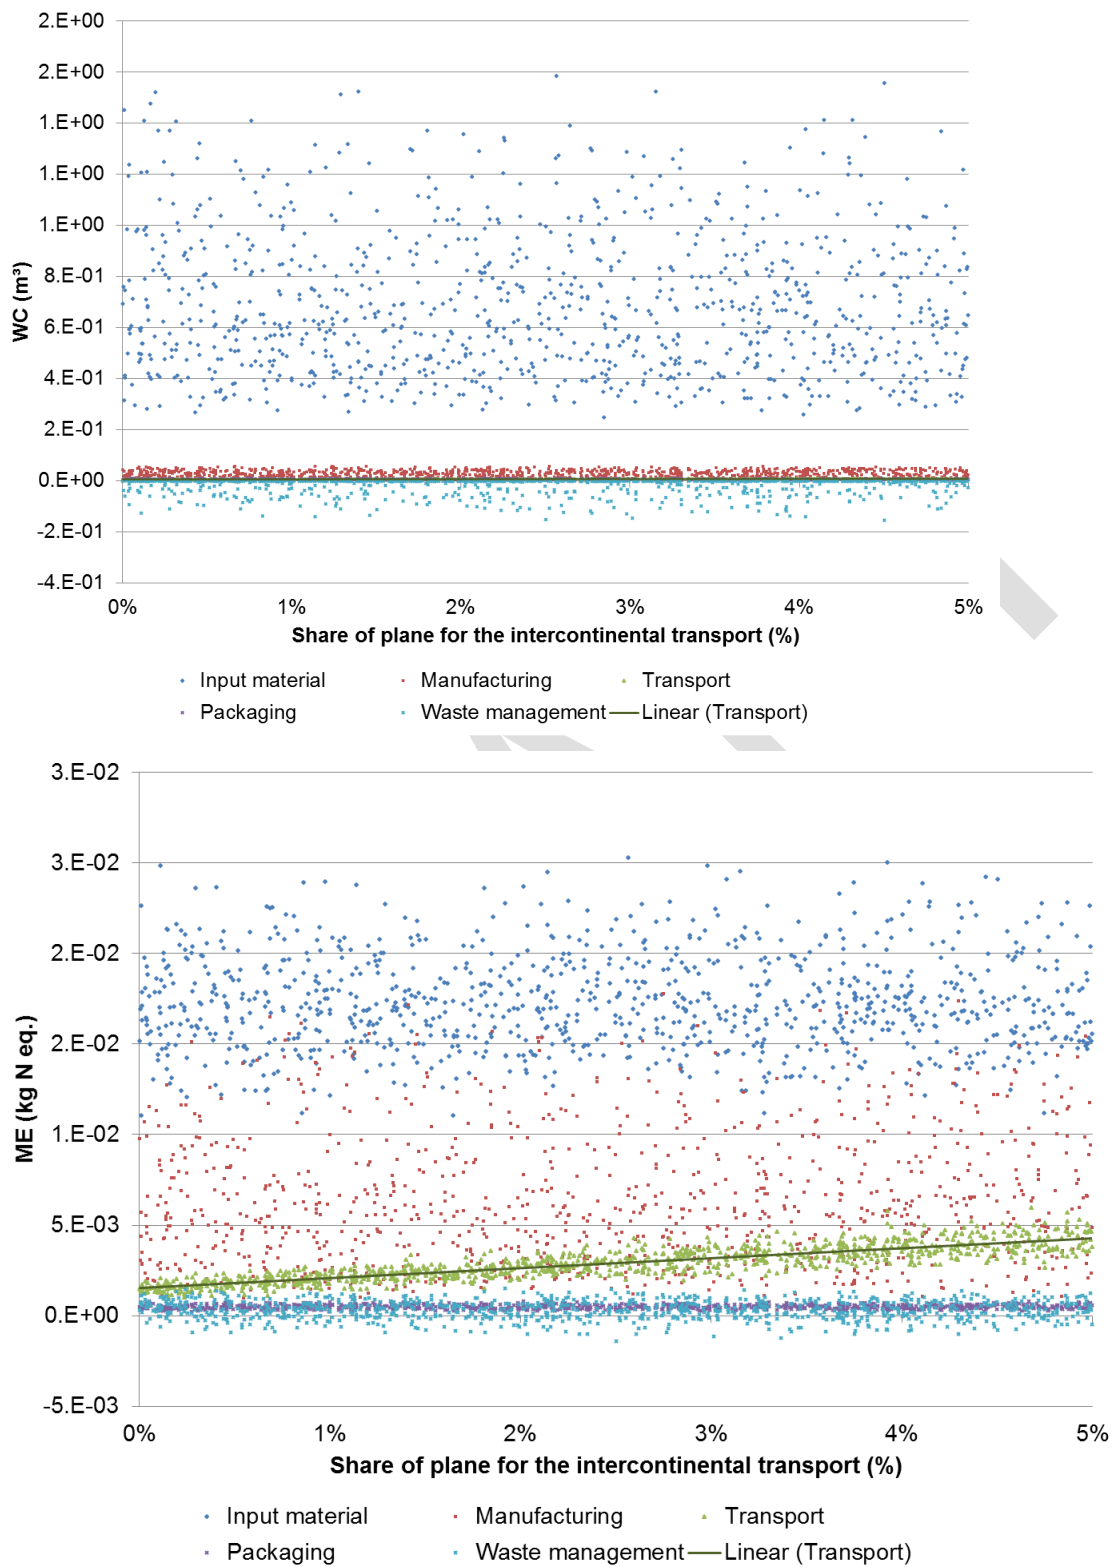 2.E+00
2.E+00
1.E+00
1.E+00
1.E+00
8.E-01
6.E-01
4.E-01
2.E-01
0.E+00
-2.E-01
-4.E-01
WC (m³)
0% 1% 2% 3% 4% 5%
Share of plane for the intercontinental transport (%)
Input material Manufacturing Transport
Packaging Waste management Linear (Transport)
3.E-02
3.E-02
2.E-02
2.E-02
1.E-02
5.E-03
0.E+00
-5.E-03
ME (kg N eq.)
0% 1% 2% 3% 4% 5%
Share of plane for the intercontinental transport (%)
Input material Manufacturing Transport
Packaging Waste management Linear (Transport)